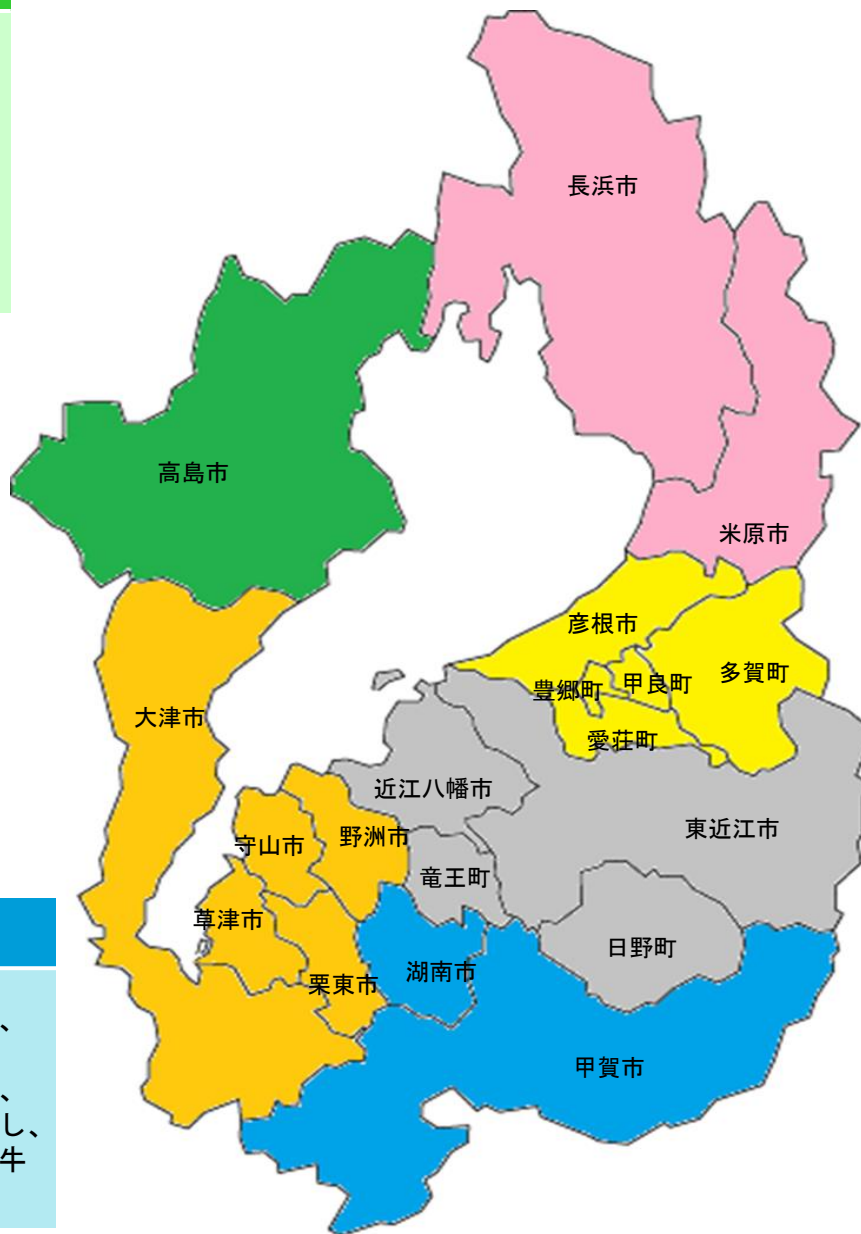 長浜市
高島市
米原市
彦根市
多賀町
豊郷町
甲良町
大津市
愛荘町
近江八幡市
東近江市
野洲市
守山市
竜王町
草津市
日野町
湖南市
栗東市
甲賀市
、
、
し、
牛